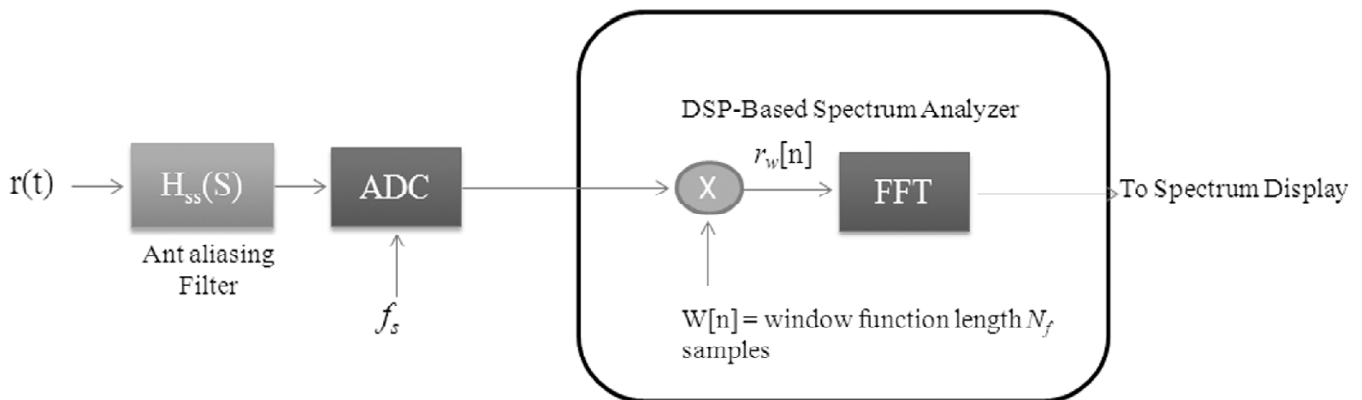 DSP-Based Spectrum Analyzer
r(t)
H_ss(S)
ADC
X
r_w[n]
FFT
To Spectrum Display
Ant aliasing
Filter
f_s
W[n] = window function length N_f
samples